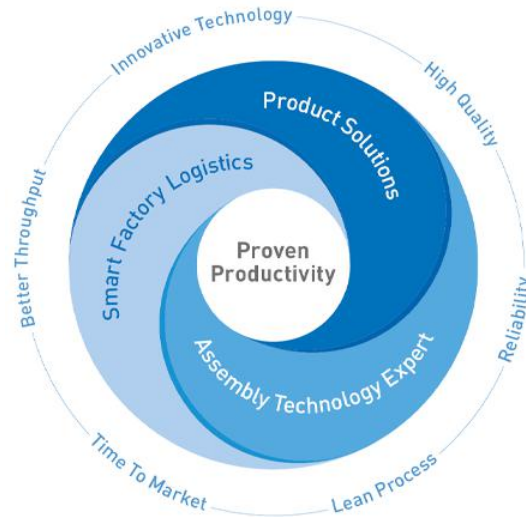 Innovative Technology
High Quality
Reliability
Lean Process
Time To Market
Better Throughput
Product Solutions
Assembly Technology Expert
Smart Factory Logistics
Proven
Productivity